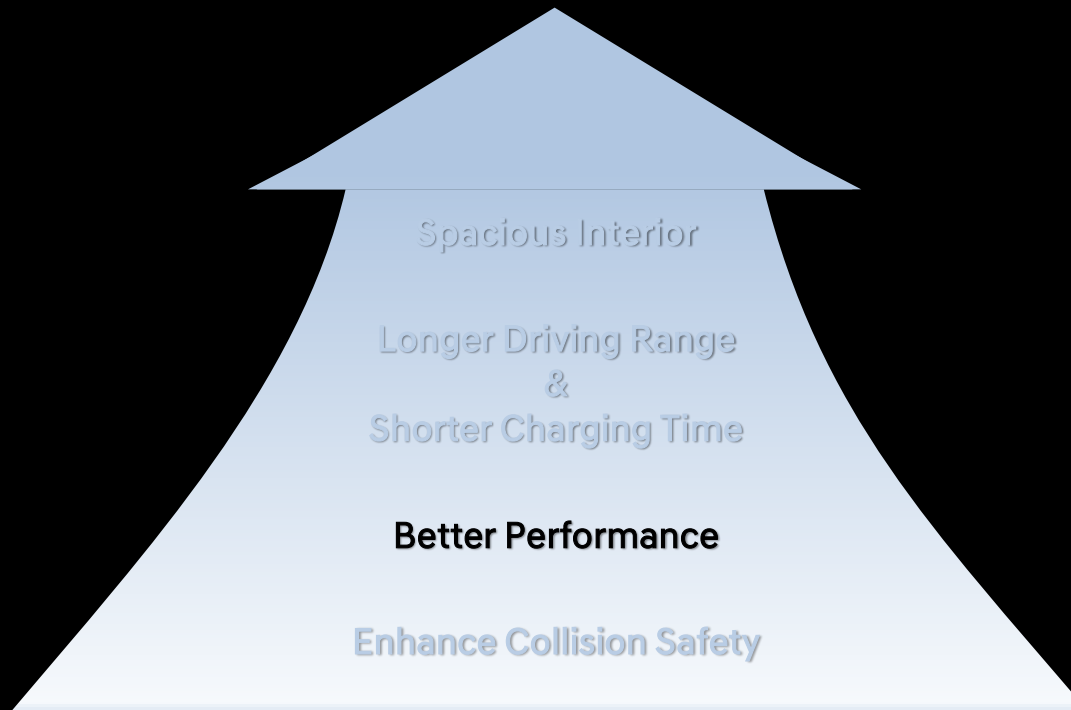 Spacious Interior
Longer Driving Range
&
Shorter Charging Time
Better Performance
Enhance Collision Safety